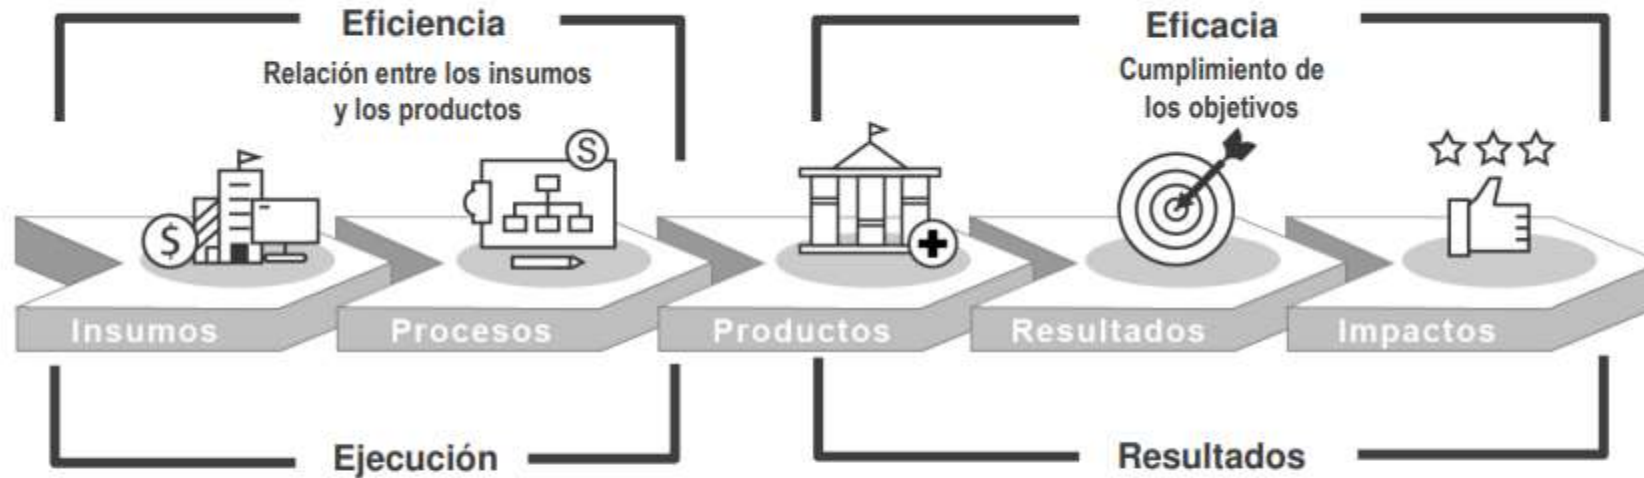 Eficiencia
Relación entre los insumos
y los productos
Eficacia
Cumplimiento de
los objetivos
$
S
Insumos
Procesos
Productos
Resultados
Impactos
Ejecución
Resultados